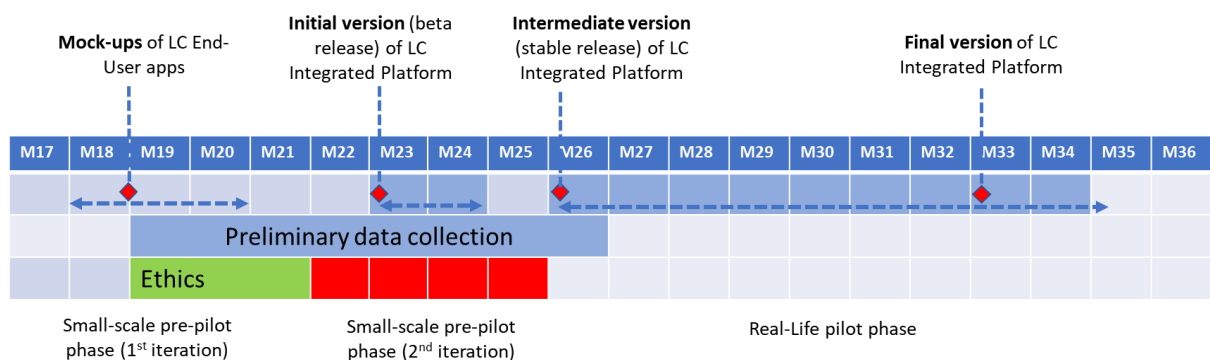 Mock-ups of LC End-
User apps
Initial version (beta
release) of LC
Integrated Platform
Intermediate version
(stable release) of LC
Integrated Platform
Final version of LC
Integrated Platform
M17 M18 M19 M20 M21 M22 M23 M24 M25 M26 M27 M28 M29 M30 M31 M32 M33 M34 M35 M36
Preliminary data collection
Ethics
Small-scale pre-pilot
phase (1st iteration)
Small-scale pre-pilot
phase (2nd iteration)
Real-Life pilot phase